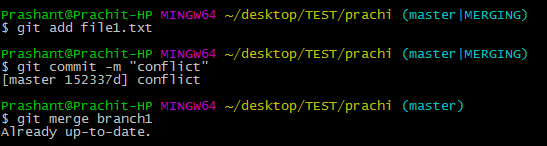 Prashant@Prachit-HP MINGW64 ~/desktop/TEST/prachi (master|MERGING)
$ git add file1.txt
Prashant@Prachit-HP MINGW64 ~/desktop/TEST/prachi (master|MERGING)
$ git commit -m "conflict"
[master 152337d] conflict
Prashant@Prachit-HP MINGW64 ~/desktop/TEST/prachi (master)
$ git merge branch1
Already up-to-date.